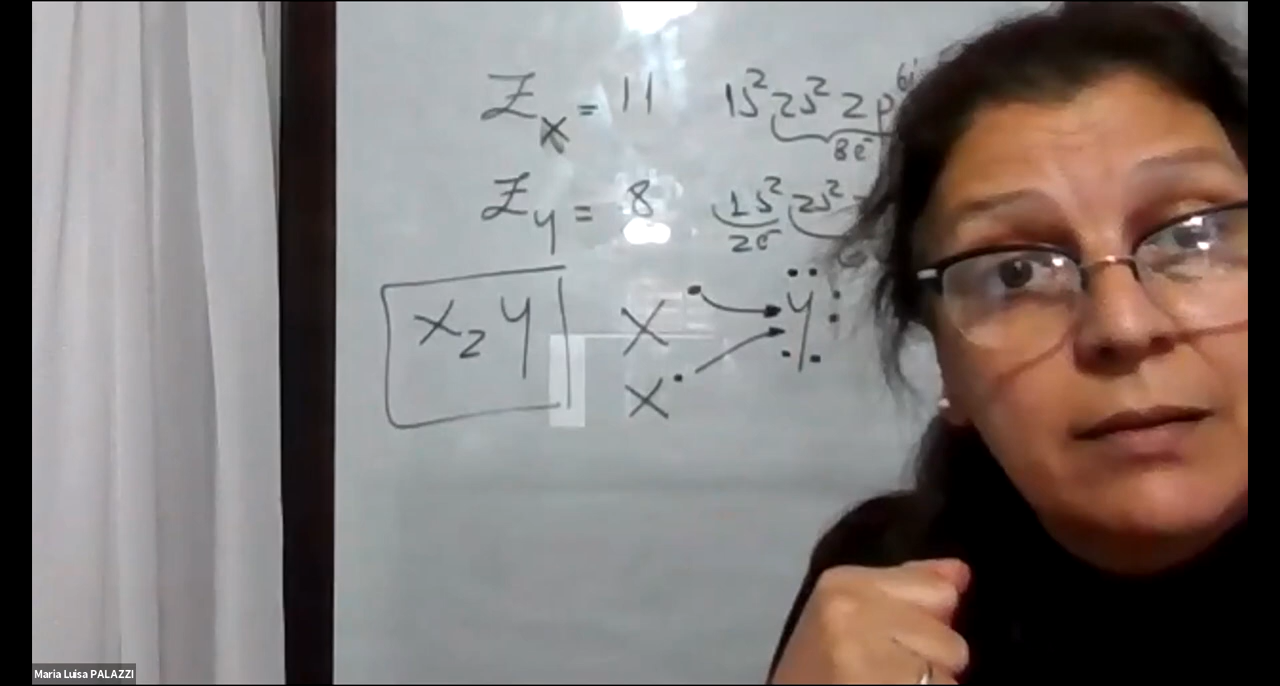 Zx = 11 1s² 2s² 2p⁶
8e⁻
Zy = 8 1s² 2s²
2e⁻
X₂Y X Y
X
Maria Luisa PALAZZI